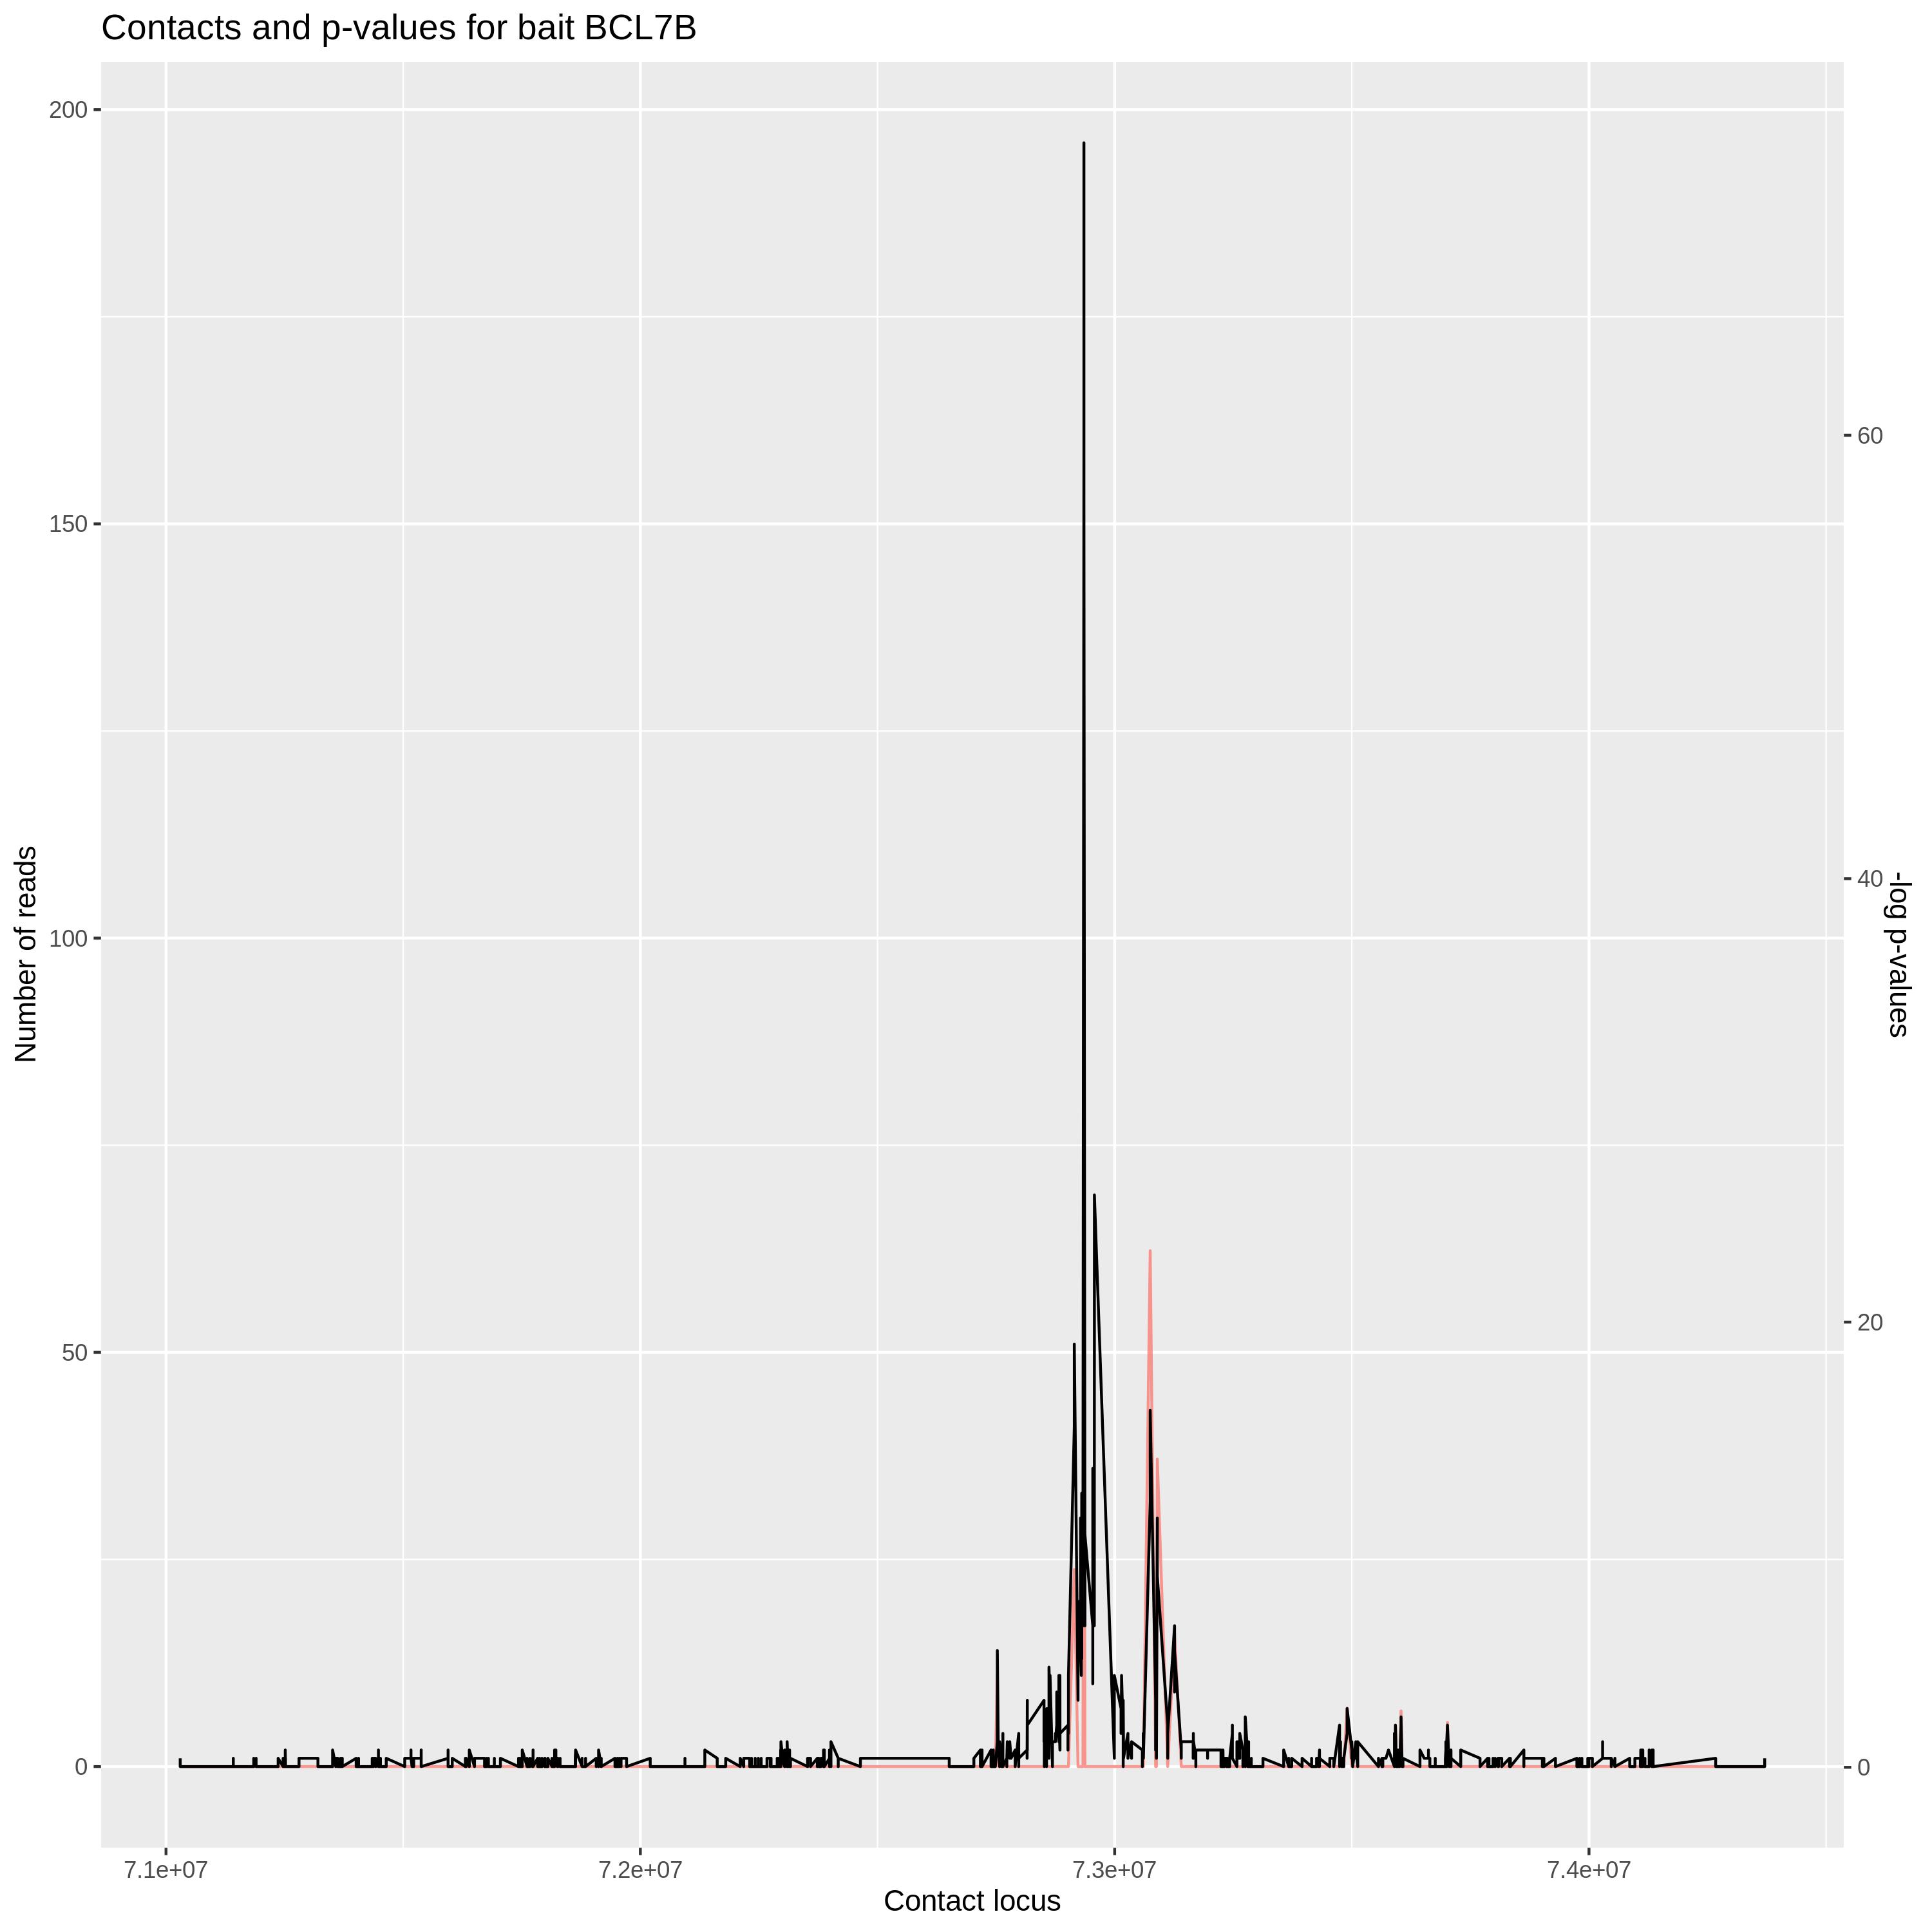 Contacts and p-values for bait BCL7B
200
150
100
50
0
Number of reads
60
40
20
0
-log p-values
7.1e+07
7.2e+07
7.3e+07
7.4e+07
Contact locus